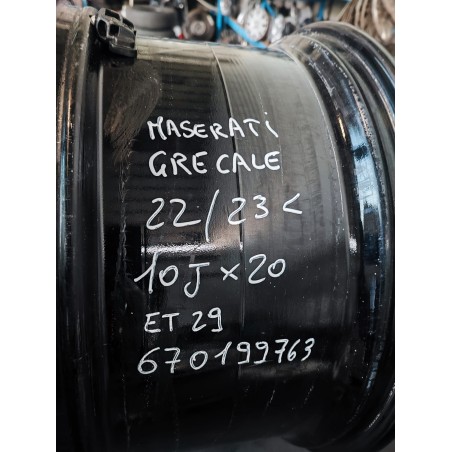 MASERATi
GRECALE
22/23<
10J×20
ET 29
670199763